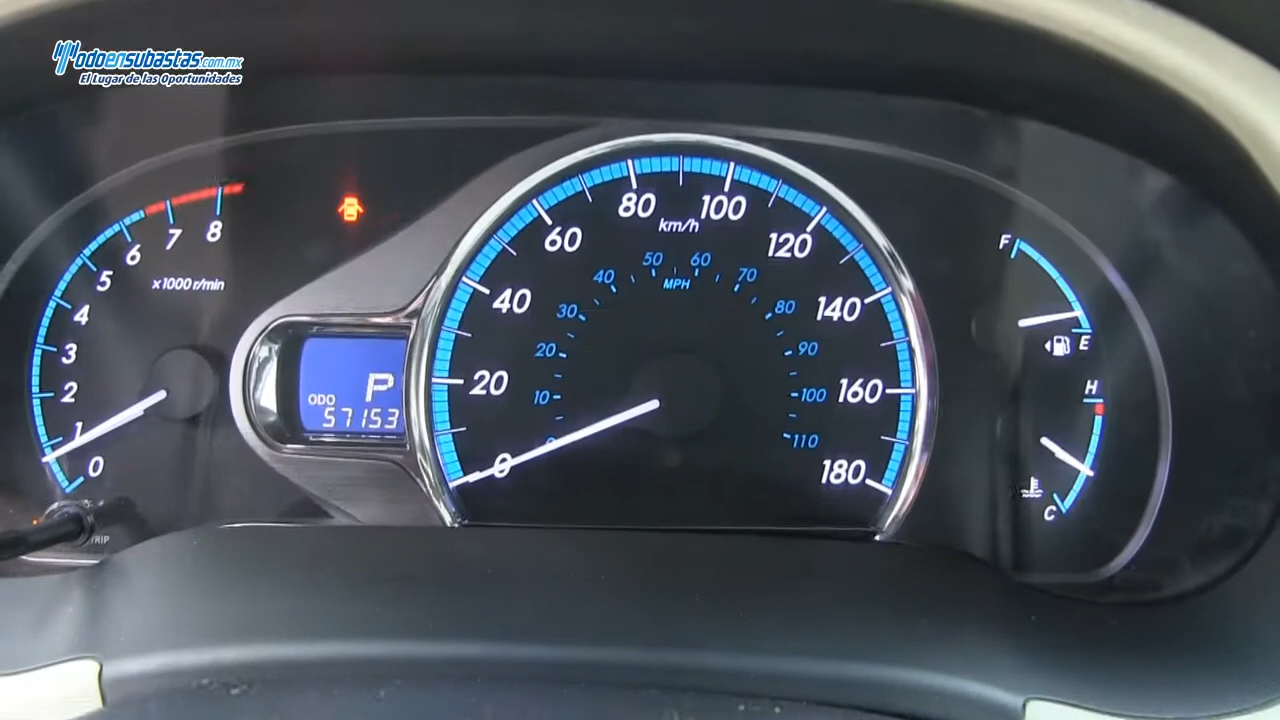 Todoensubastas.com.mx
El Lugar de las Oportunidades
0 1 2 3 4 5 6 7 8
x1000 r/min
P
ODO
57153
TRIP
0 20 40 60 80 100 120 140 160 180
km/h
0 10 20 30 40 50 60 70 80 90 100 110
MPH
F
E
H
C